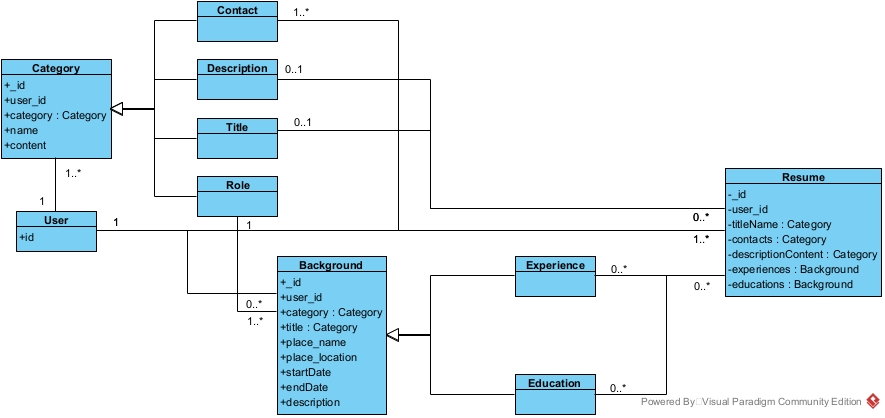 Contact
1..*
Category
+_id
+user_id
+category : Category
+name
+content
Description
0..1
Title
0..1
Role
1..*
1
User
+id
1
1
Resume
-_id
-user_id
-titleName : Category
-contacts : Category
-descriptionContent : Category
-experiences : Background
-educations : Background
0..*
1..*
0..*
Background
+_id
+user_id
+category : Category
+title : Category
+place_name
+place_location
+startDate
+endDate
+description
0..*
1..*
Experience
0..*
Education
0..*
Powered By Visual Paradigm Community Edition